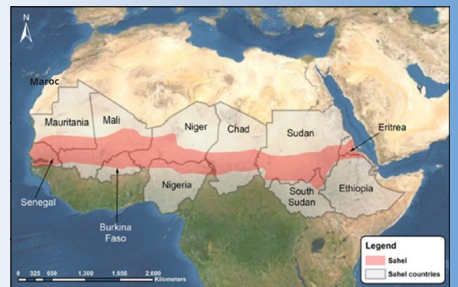 N
Maroc
Mauritania
Mali
Niger
Chad
Sudan
Eritrea
Senegal
Burkina
Faso
Nigeria
South
Sudan
Ethiopia
Legend
Sahel
Sahel countries
0 325 650 1,300 1,950 2,600
Kilometers